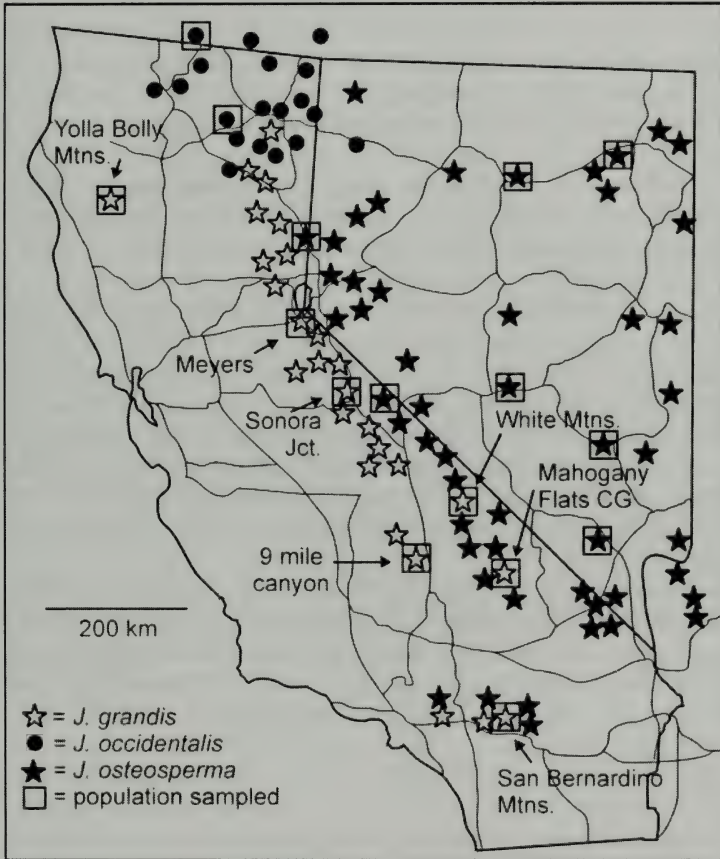 Yolla Bolly
Mtns.
Meyers
Sonora
Jct.
White Mtns.
Mahogany
Flats CG
9 mile
canyon
200 km
= J. grandis
= J. occidentalis
= J. osteosperma
= population sampled
San Bernardino
Mtns.